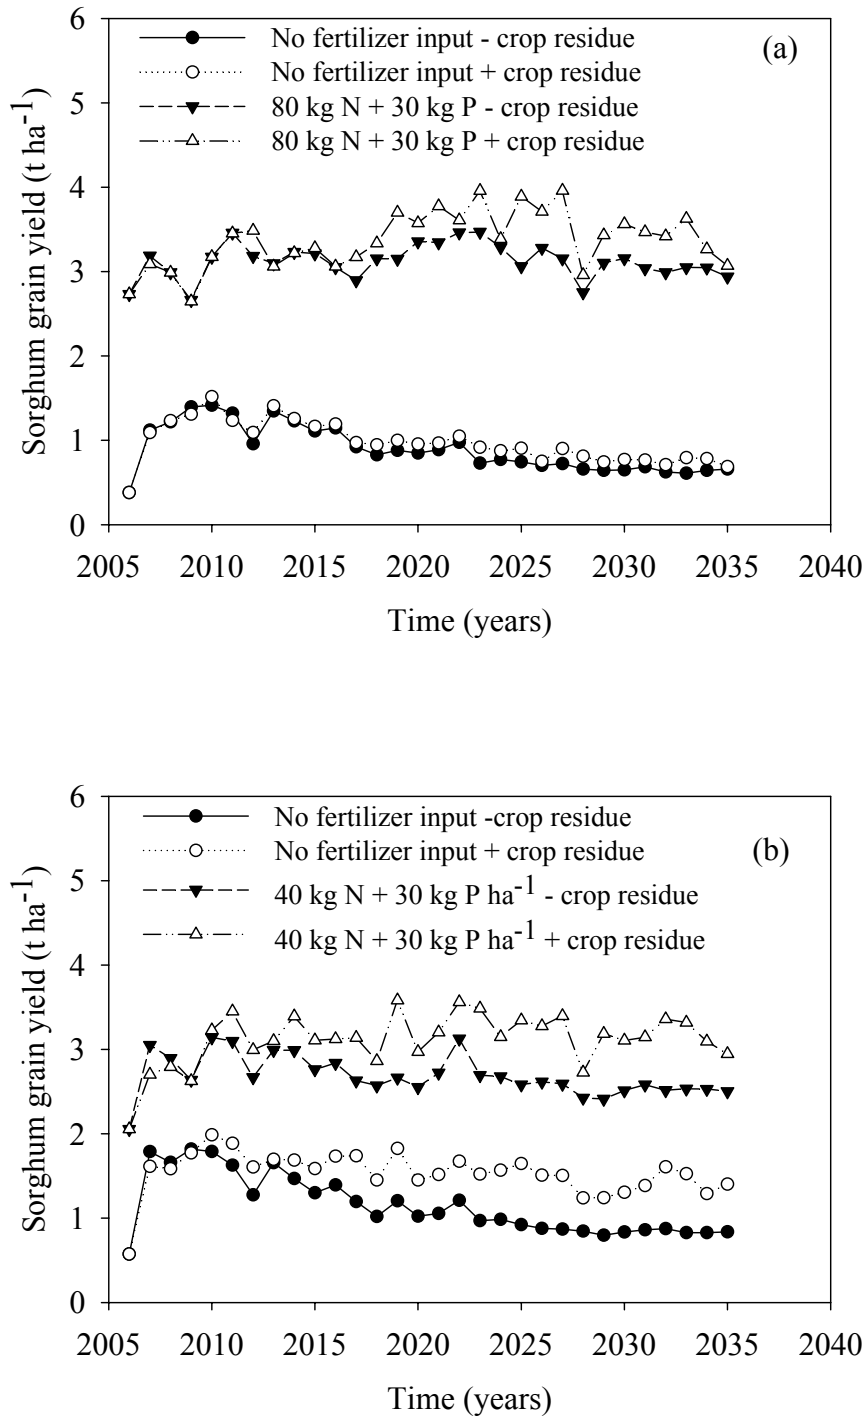 6
No fertilizer input - crop residue
(a)
No fertilizer input + crop residue
5
80 kg N + 30 kg P - crop residue
80 kg N + 30 kg P + crop residue
4
3
2
1
0
Sorghum grain yield (t ha-1)
2005 2010 2015 2020 2025 2030 2035 2040
Time (years)
6
No fertilizer input -crop residue
No fertilizer input + crop residue
(b)
5
40 kg N + 30 kg P ha-1 - crop residue
40 kg N + 30 kg P ha-1 + crop residue
4
3
2
1
0
Sorghum grain yield (t ha-1)
2005 2010 2015 2020 2025 2030 2035 2040
Time (years)